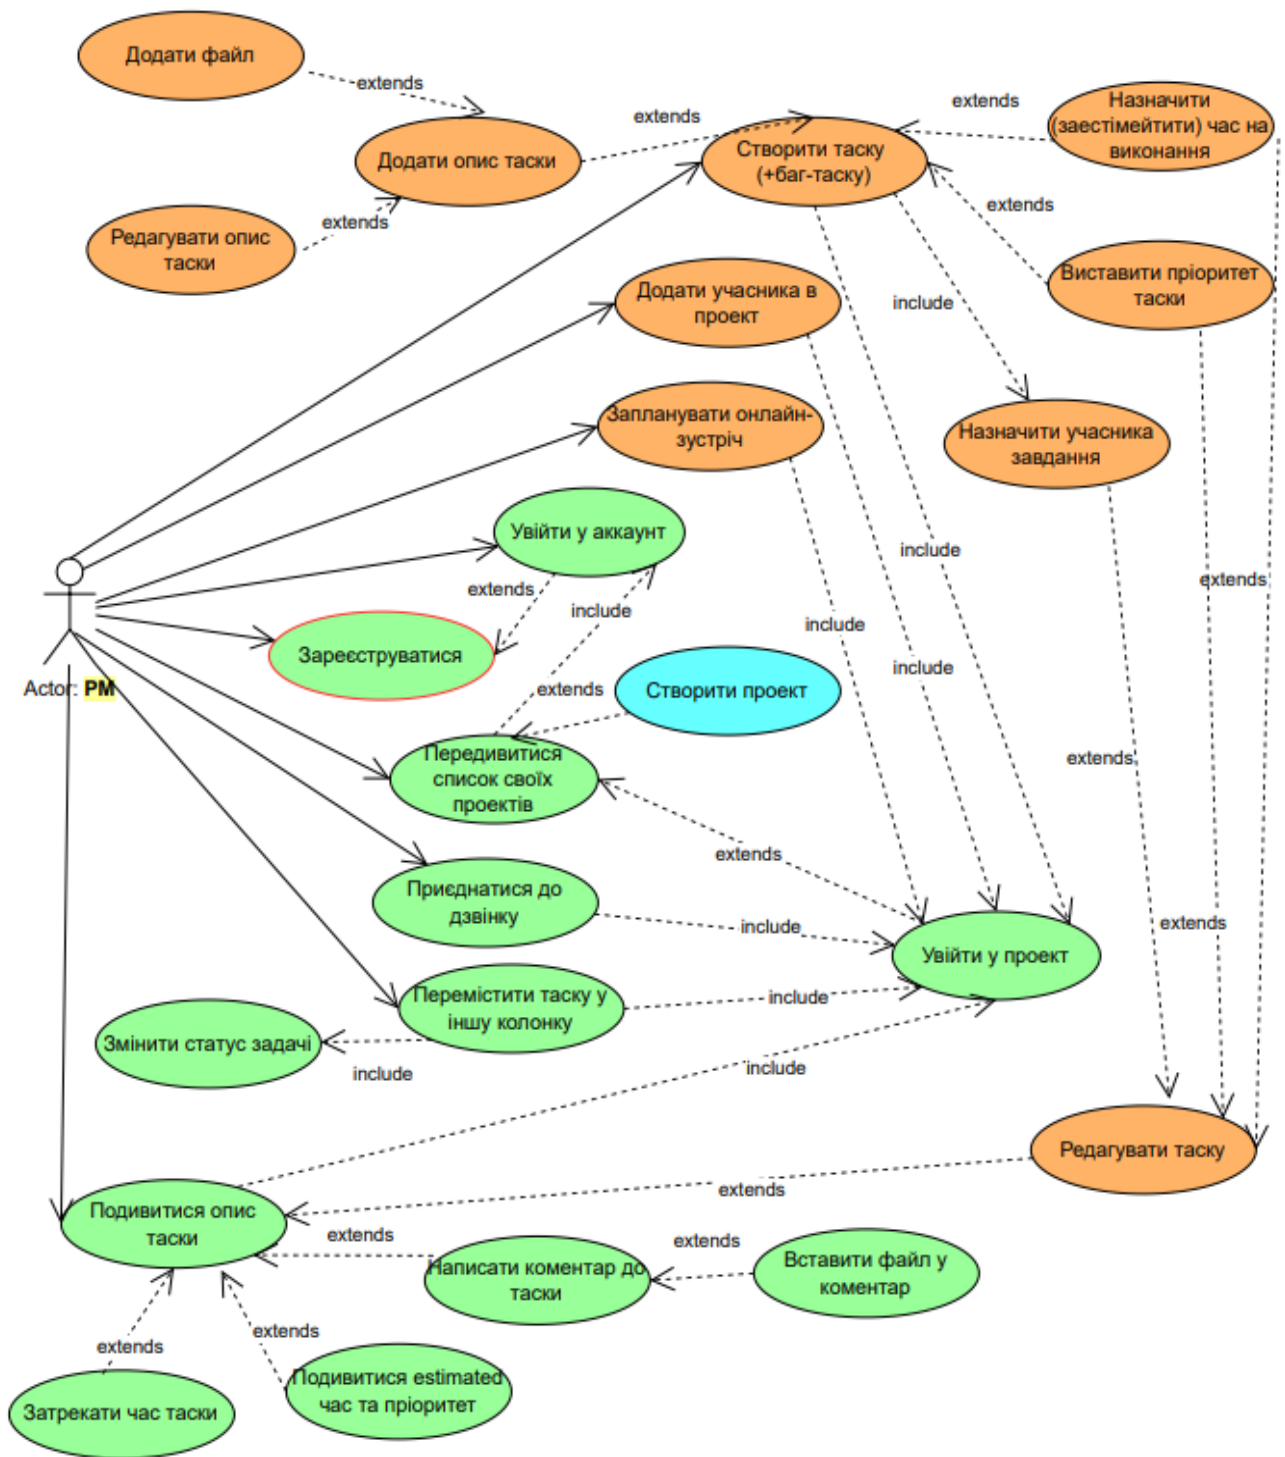 Додати файл
extends
Додати опис таски
extends
Створити таску
(+баг-таску)
extends
Назначити
(заестімейтити) час на
виконання
Редагувати опис
таски
extends
extends
Виставити пріоритет
таски
Додати учасника в
проект
include
Запланувати онлайн-
зустріч
Назначити учасника
завдання
Увійти у аккаунт
extends
include
include
extends
Зареєструватися
include
include
Actor: PM
extends
Створити проект
Передивитися
список своїх
проектів
extends
extends
Приєднатися до
дзвінку
include
extends
Увійти у проект
Перемістити таску у
іншу колонку
include
Змінити статус задачі
include
include
Редагувати таску
extends
Подивитися опис
таски
extends
Написати коментар до
таски
extends
Вставити файл у
коментар
extends
extends
Подивитися estimated
час та пріоритет
Затрекати час таски